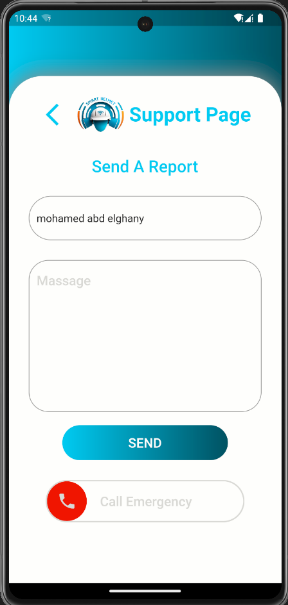 10:44
Support Page
Send A Report
mohamed abd elghany
Massage
SEND
Call Emergency